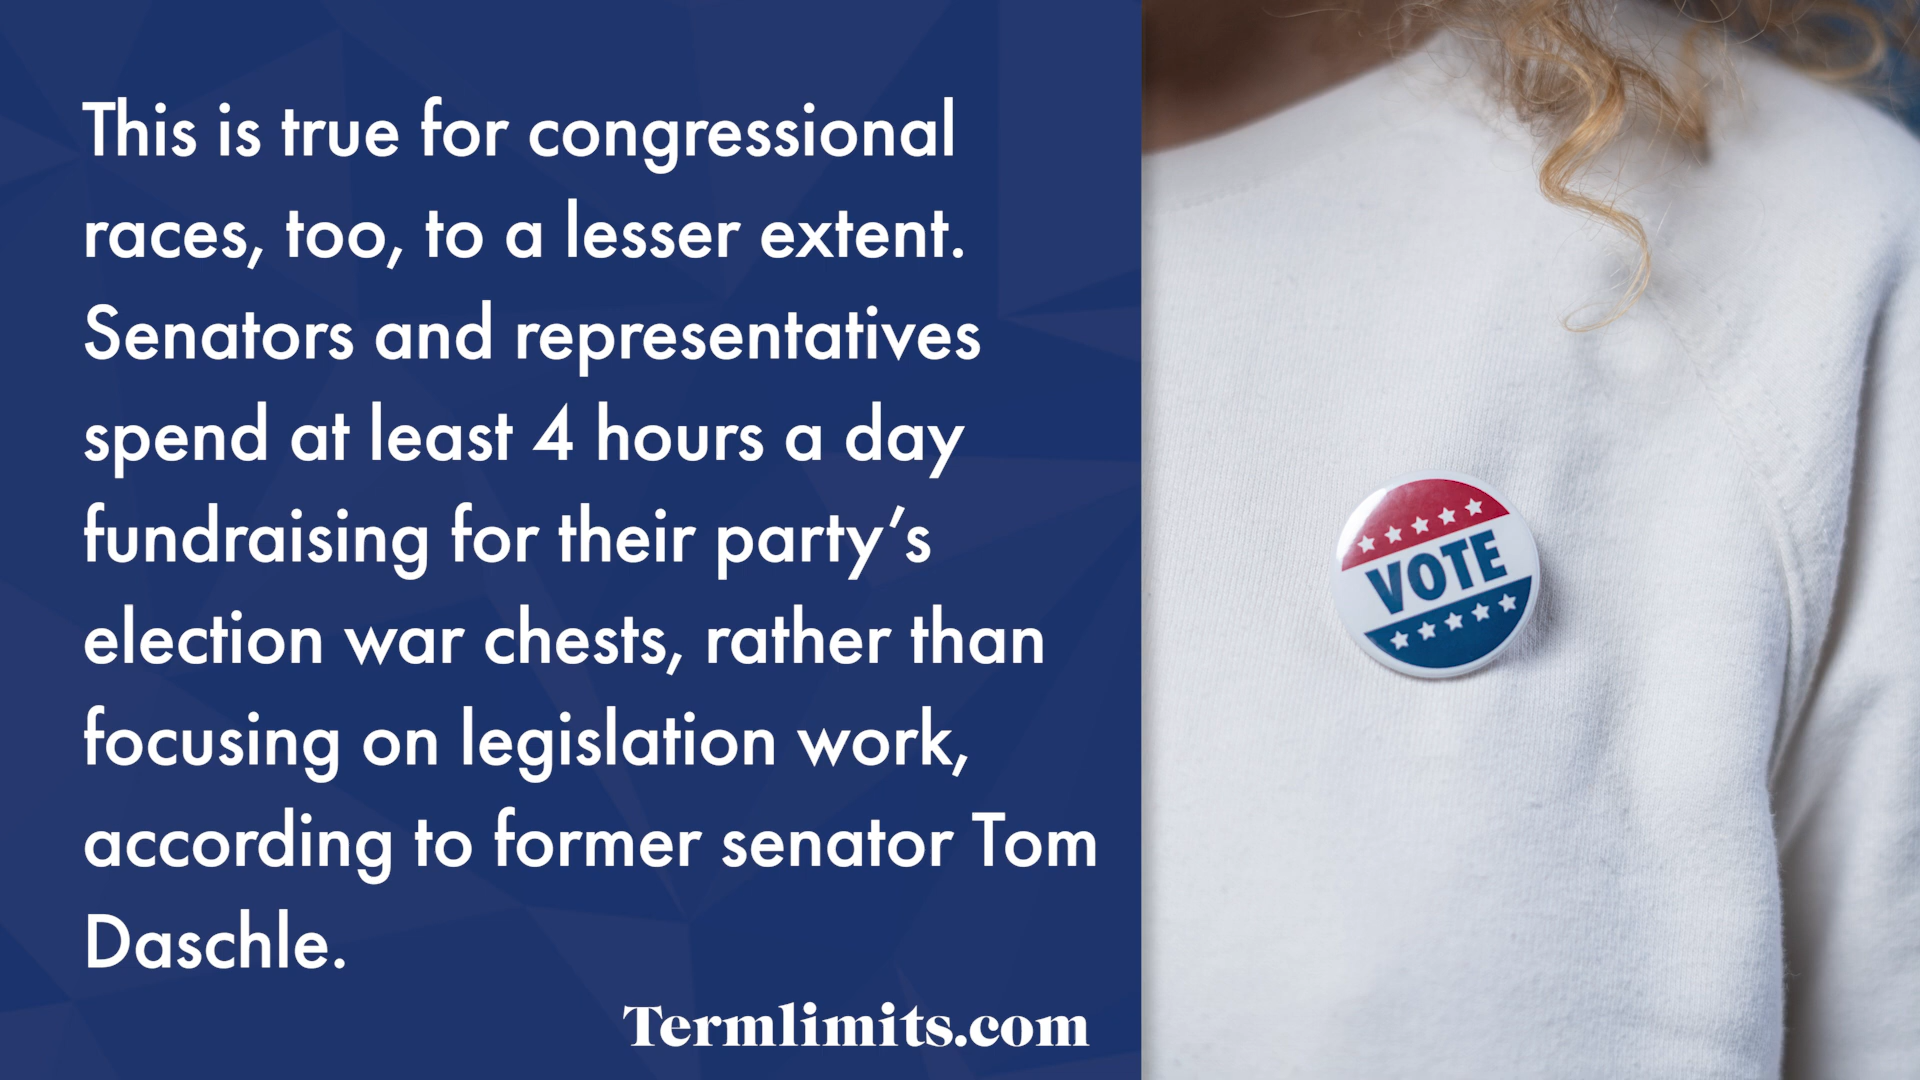 This is true for congressional
races, too, to a lesser extent.
Senators and representatives
spend at least 4 hours a day
fundraising for their party’s
election war chests, rather than
focusing on legislation work,
according to former senator Tom
Daschle.
Termlimits.com
VOTE